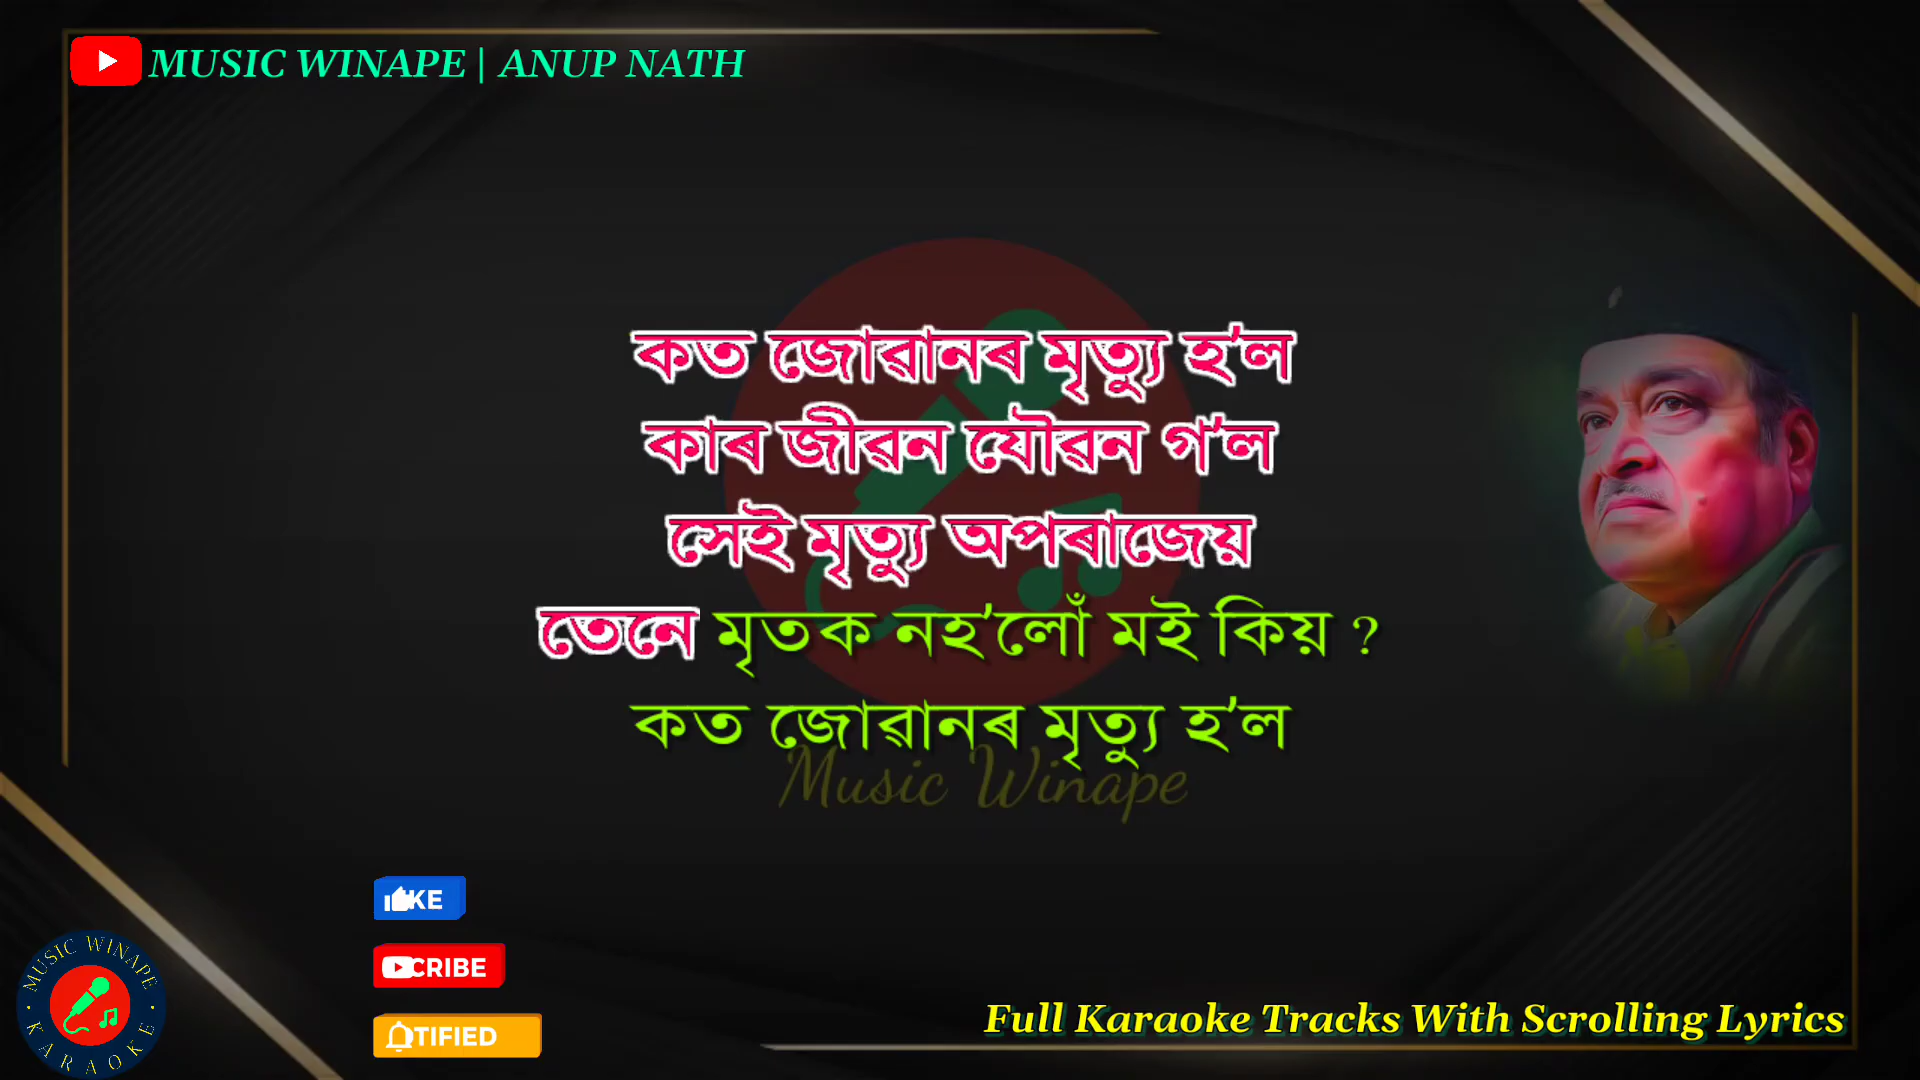 MUSIC WINAPE | ANUP NATH
কত জোৱানৰ মৃত্যু হ'ল
কাৰ জীৱন যৌৱন গ'ল
সেই মৃত্যু অপৰাজেয়
তেনে মৃতক নহ'লোঁ মই কিয় ?
কত জোৱানৰ মৃত্যু হ'ল
Music Winape
KE
CRIBE
TIFIED
MUSIC WINAPE
KARAOKE
Full Karaoke Tracks With Scrolling Lyrics